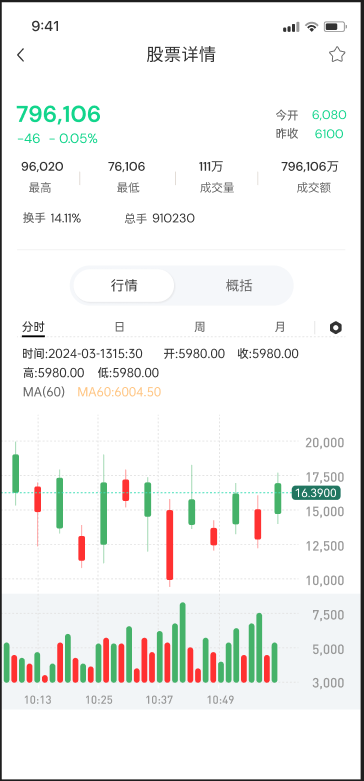 9:41
股票详情
796,106
-46 - 0.05%
今开 6,080
昨收 6100
96,020 76,106 111万 796,106万
最高 最低 成交量 成交额
换手 14.11% 总手 910230
行情 概括
分时 日 周 月
时间:2024-03-1315:30 开:5980.00 收:5980.00
高:5980.00 低:5980.00
MA(60) MA60:6004.50
20,000
17,500
16.3900
15,000
12,500
10,000
7,500
5,000
3,000
10:13 10:25 10:37 10:49